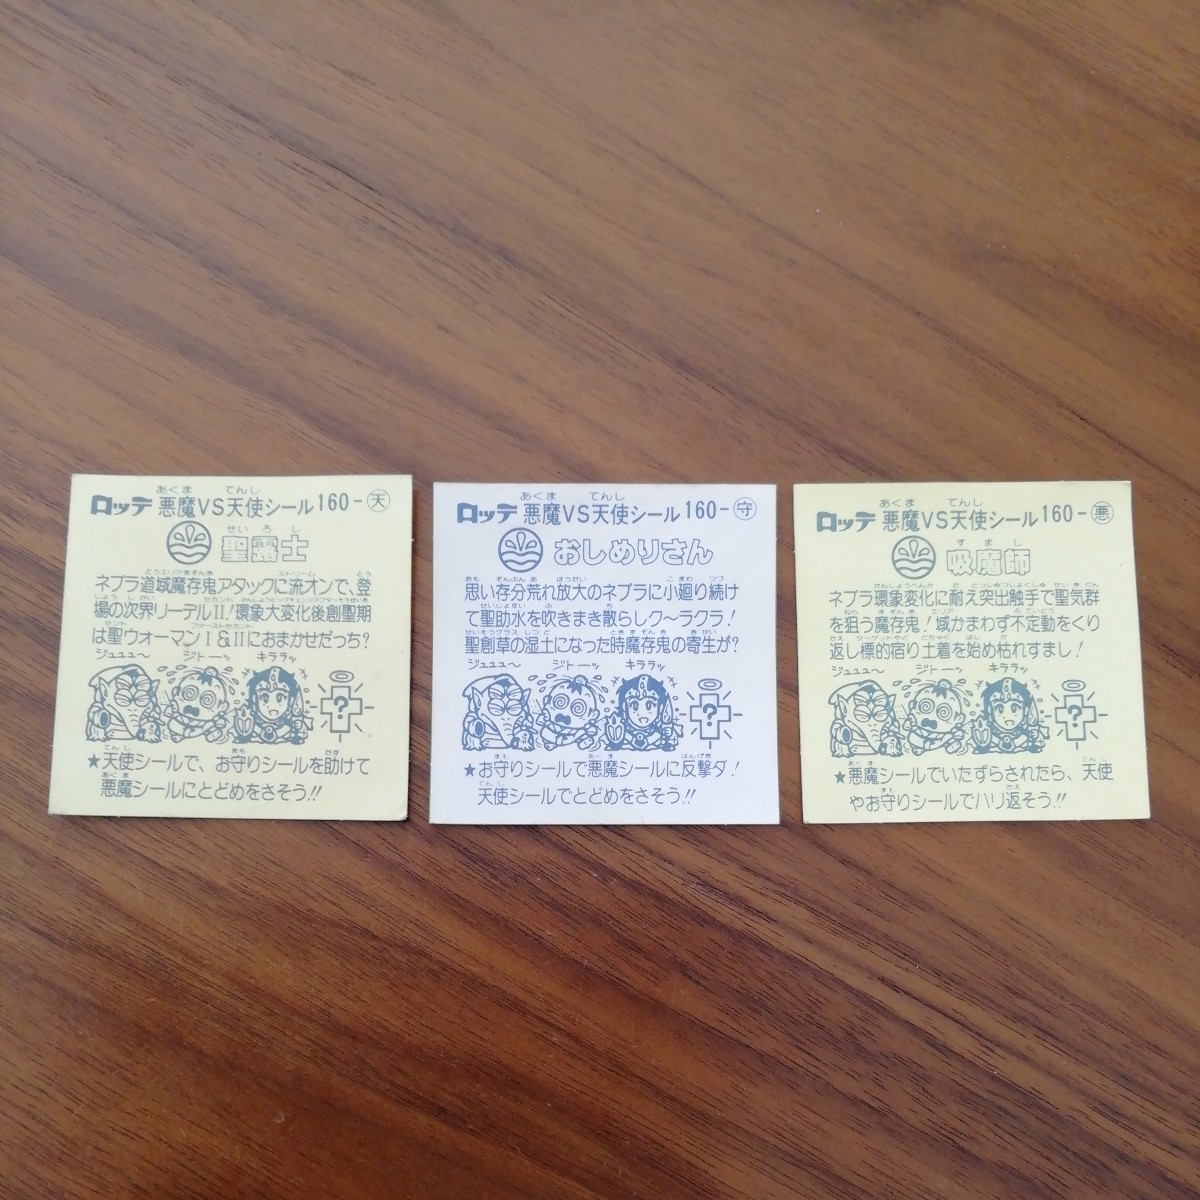 ロッテ 悪魔VS天使シール160-天
聖露士
ネブラ道域魔存鬼アタックに流オンで、登
場の次界リーデルII!環象大変化後創聖期
は聖ウォーマンI&IIにおまかせだっち?
ジュュュ〜 ジトーッ キララッ
?
★天使シールで、お守りシールを助けて
悪魔シールにとどめをさそう!!
ロッテ 悪魔VS天使シール160-守
おしめりさん
思い存分荒れ放大のネブラに小廻り続け
て聖助水を吹きまき散らしク〜ラクラ!
聖創草の湿土になった時魔存鬼の寄生が?
ジュュュ〜 ジトーッ キララッ
?
★お守りシールで悪魔シールに反撃ダ!
天使シールでとどめをさそう!!
ロッテ 悪魔VS天使シール160-悪
吸魔師
ネブラ環象変化に耐え突出触手で聖気群
を狙う魔存鬼!域かまわず不定動をくり
返し標的宿り土着を始め枯れすまし!
ジュュュ〜 ジトーッ キララッ
?
★悪魔シールでいたずらされたら、天使
やお守りシールでハリ返そう!!